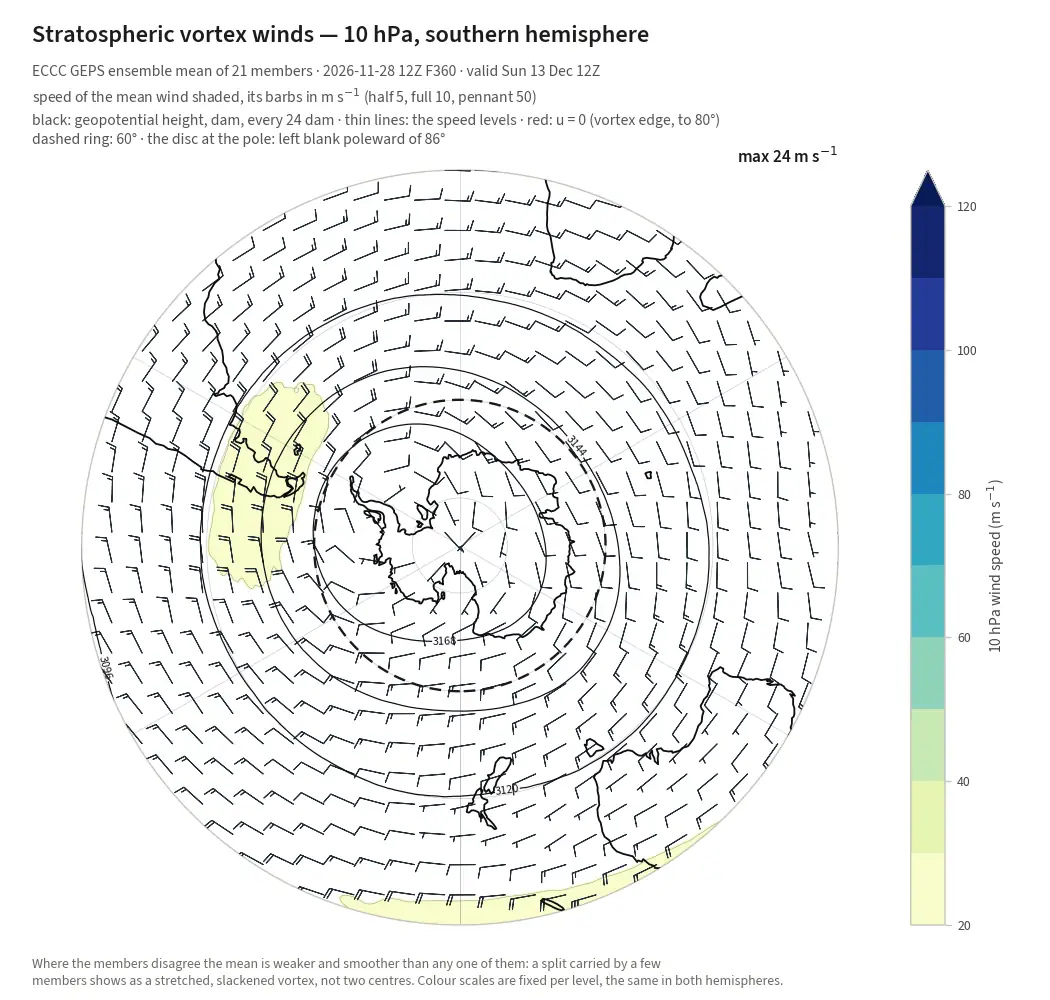 Stratospheric vortex winds — 10 hPa, southern hemisphere
ECCC GEPS ensemble mean of 21 members · 2026-11-28 12Z F360 · valid Sun 13 Dec 12Z
speed of the mean wind shaded, its barbs in m s⁻¹ (half 5, full 10, pennant 50)
black: geopotential height, dam, every 24 dam · thin lines: the speed levels · red: u = 0 (vortex edge, to 80°)
dashed ring: 60° · the disc at the pole: left blank poleward of 86°
max 24 m s⁻¹
120
100
80
60
40
20
10 hPa wind speed (m s⁻¹)
3144
3168
3096
3120
Where the members disagree the mean is weaker and smoother than any one of them: a split carried by a few
members shows as a stretched, slackened vortex, not two centres. Colour scales are fixed per level, the same in both hemispheres.